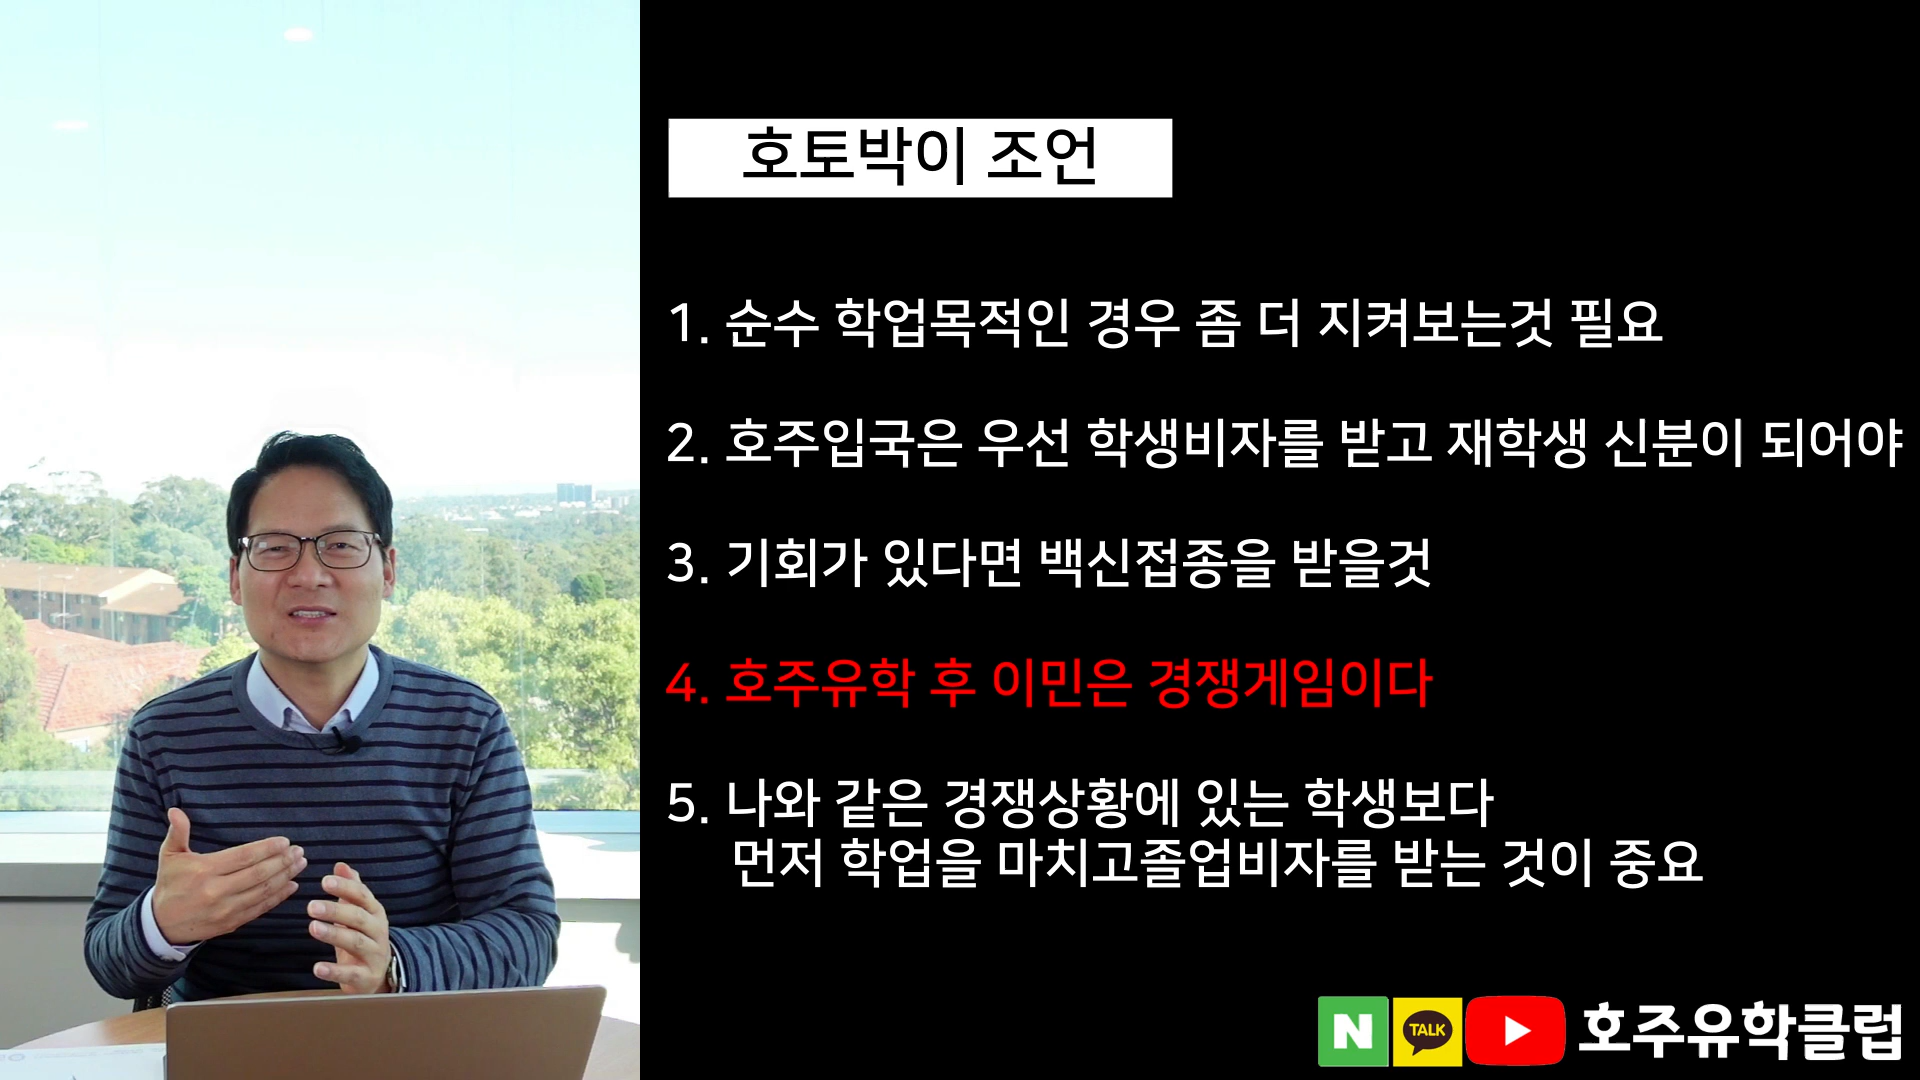 호토박이 조언
1. 순수 학업목적인 경우 좀 더 지켜보는것 필요
2. 호주입국은 우선 학생비자를 받고 재학생 신분이 되어야
3. 기회가 있다면 백신접종을 받을것
4. 호주유학 후 이민은 경쟁게임이다
5. 나와 같은 경쟁상황에 있는 학생보다
먼저 학업을 마치고졸업비자를 받는 것이 중요
N TALK 호주유학클럽